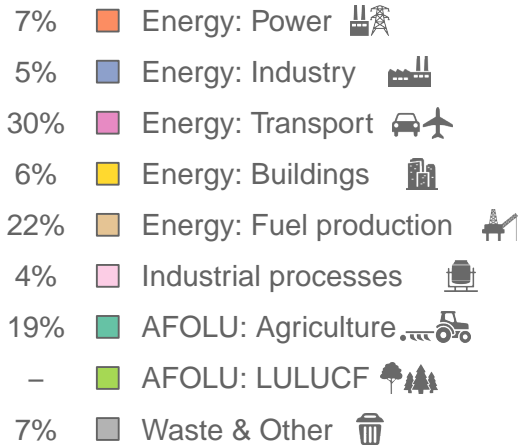 7% Energy: Power
5% Energy: Industry
30% Energy: Transport
6% Energy: Buildings
22% Energy: Fuel production
4% Industrial processes
19% AFOLU: Agriculture
– AFOLU: LULUCF
7% Waste & Other